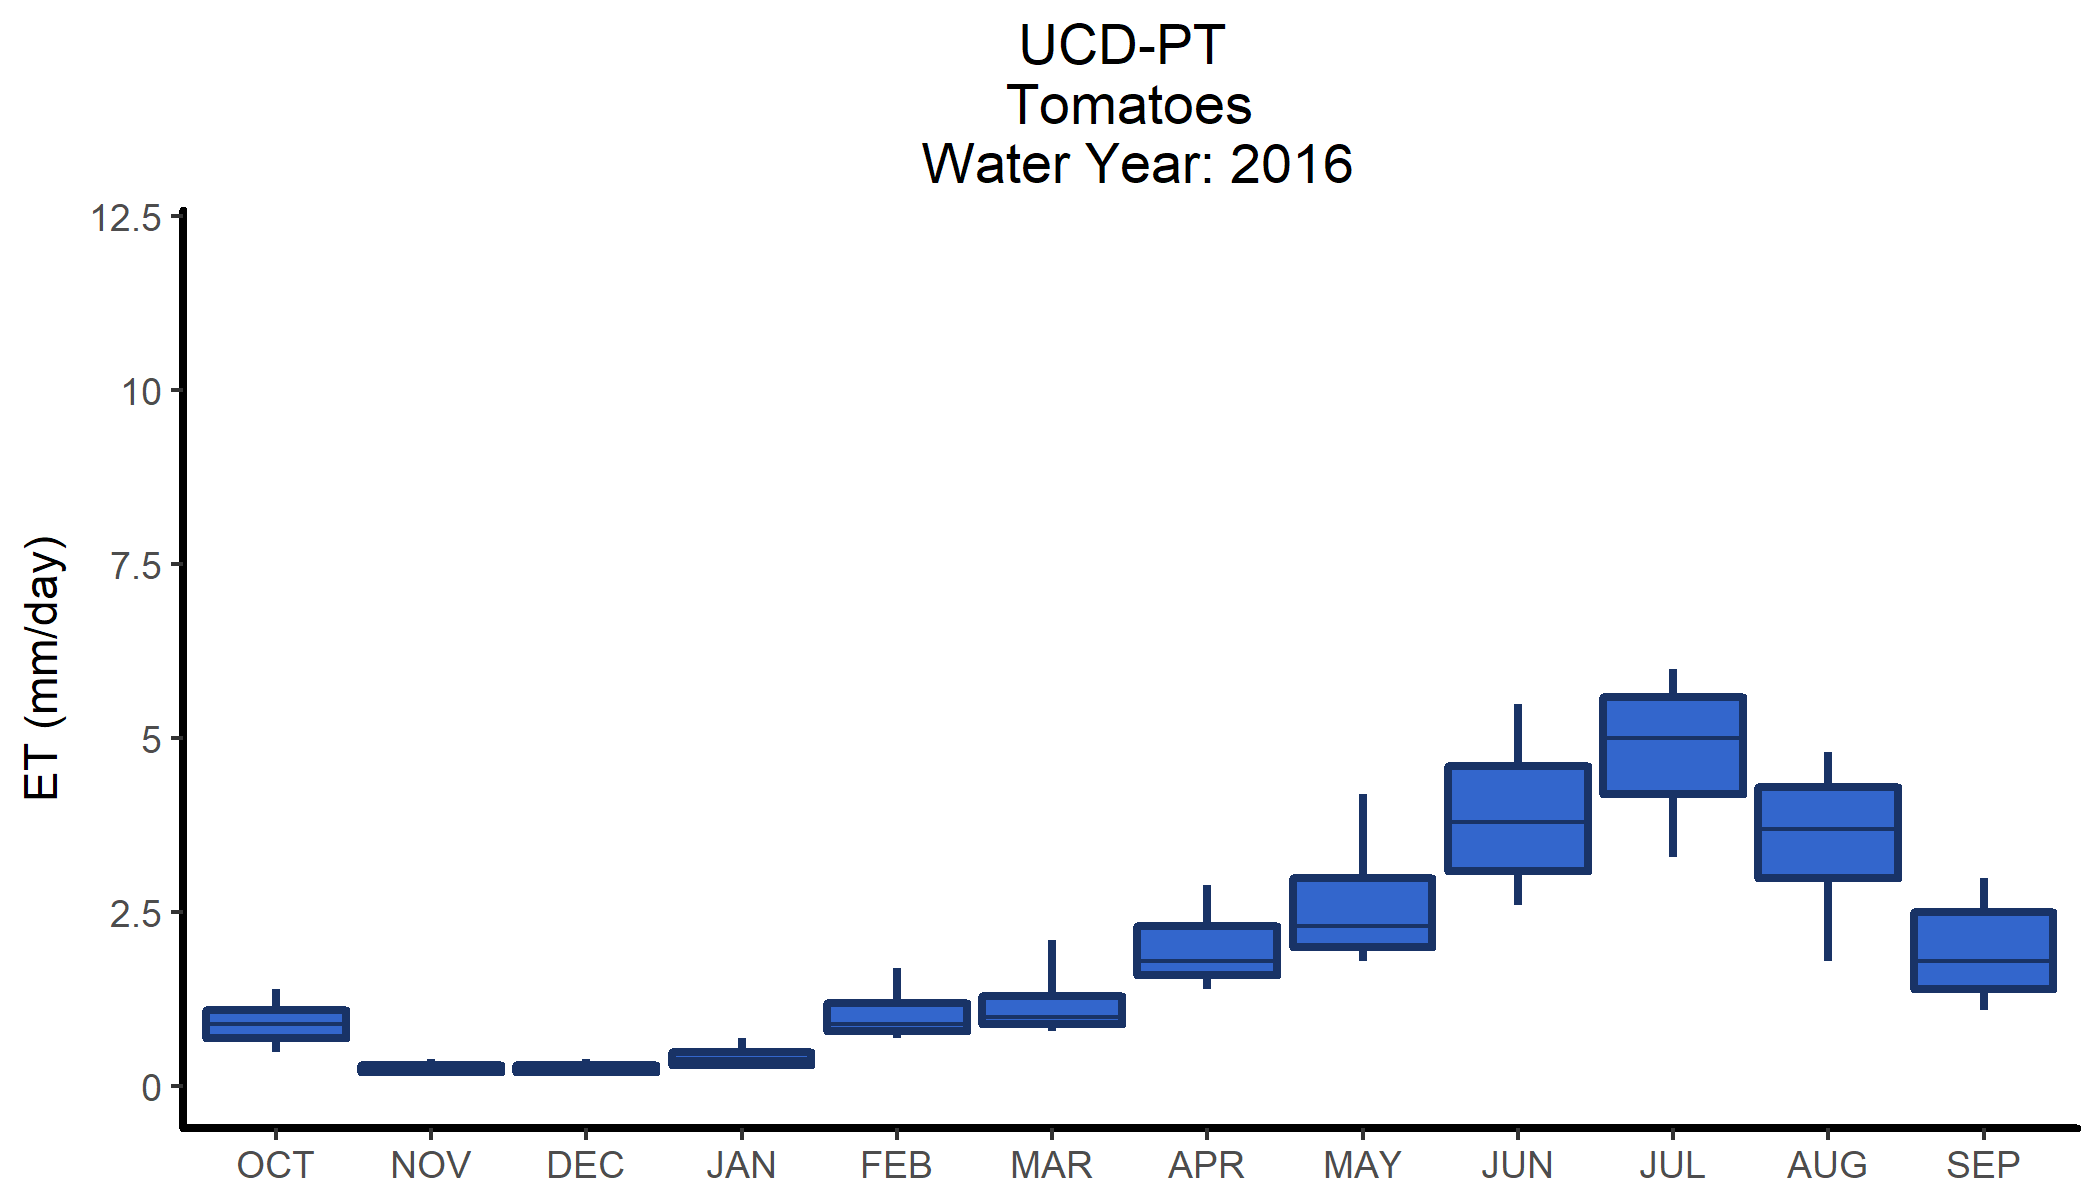 UCD-PT
Tomatoes
Water Year: 2016
12.5
10
7.5
5
2.5
0
ET (mm/day)
OCT NOV DEC JAN FEB MAR APR MAY JUN JUL AUG SEP